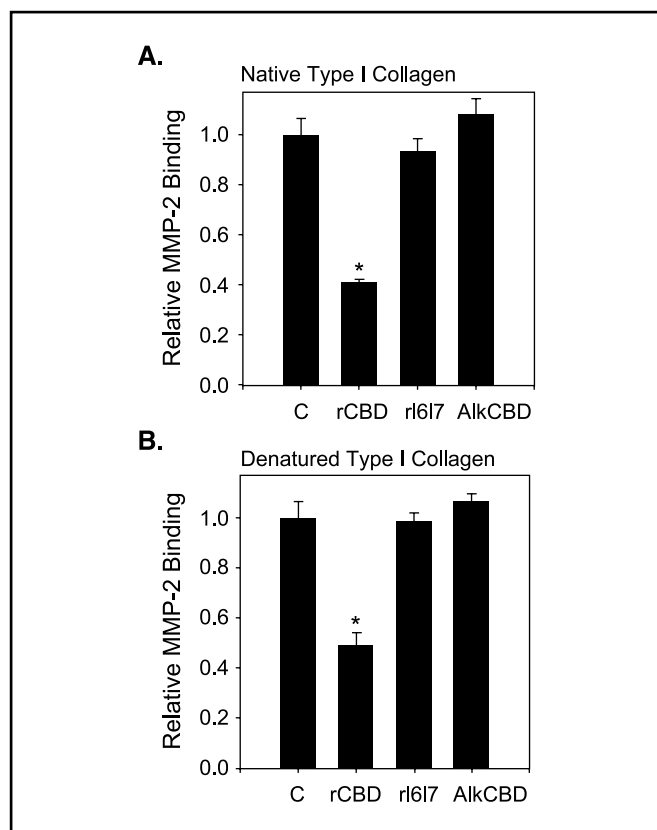 A.
Native Type I Collagen
Relative MMP-2 Binding
1.0
0.8
0.6
0.4
0.2
0.0
*
C rCBD rI6I7 AlkCBD
B.
Denatured Type I Collagen
Relative MMP-2 Binding
1.0
0.8
0.6
0.4
0.2
0.0
*
C rCBD rI6I7 AlkCBD